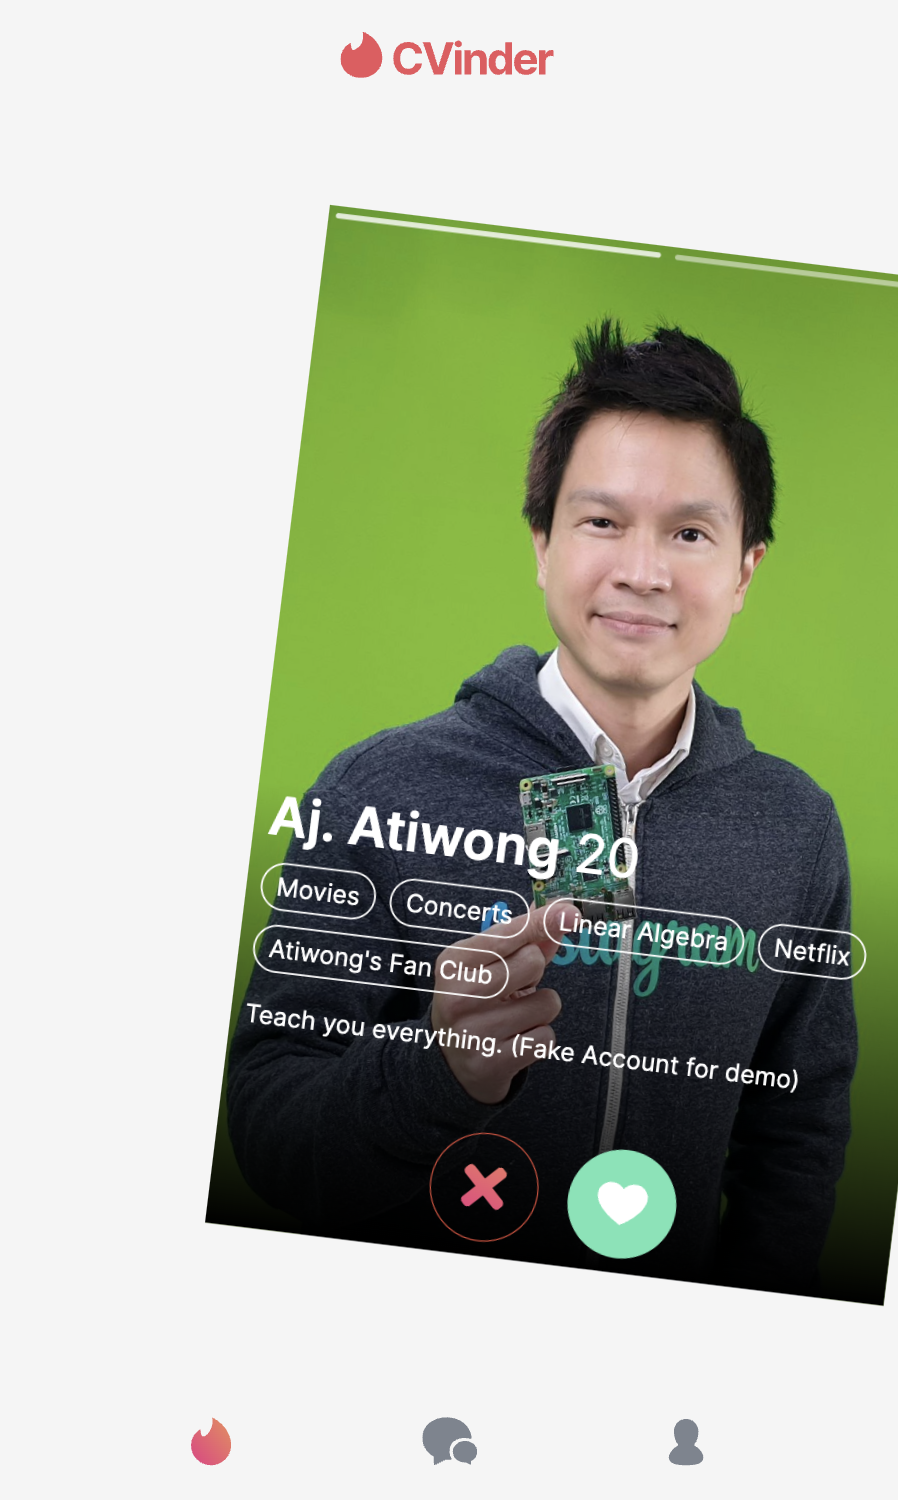 CVinder
Aj. Atiwong 20
Movies
Concerts
Linear Algebra
Netflix
Atiwong's Fan Club
Teach you everything. (Fake Account for demo)